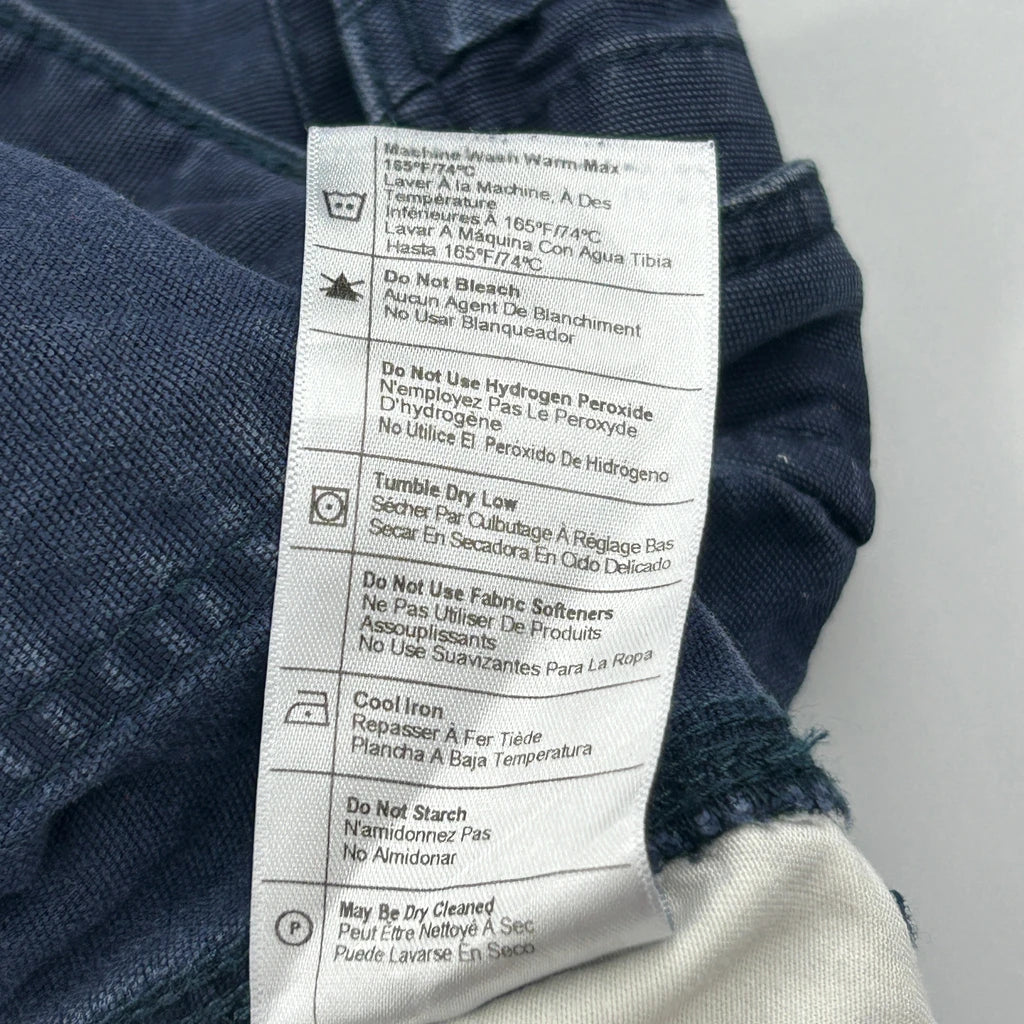 Machine Wash Warm Max
165°F/74°C
Laver À la Machine, À Des
Température
Inférieures À 165°F/74°C
Lavar A Máquina Con Agua Tibia
Hasta 165°F/74°C
Do Not Bleach
Aucun Agent De Blanchiment
No Usar Blanqueador
Do Not Use Hydrogen Peroxide
N'employez Pas Le Peroxyde
D'hydrogène
No Utilice El Peróxido De Hidrógeno
Tumble Dry Low
Sécher Par Culbutage À Réglage Bas
Secar En Secadora En Ciclo Delicado
Do Not Use Fabric Softeners
Ne Pas Utiliser De Produits
Assouplissants
No Use Suavizantes Para La Ropa
Cool Iron
Repasser À Fer Tiède
Plancha A Baja Temperatura
Do Not Starch
N'amidonnez Pas
No Almidonar
P
May Be Dry Cleaned
Peut Être Nettoyé À Sec
Puede Lavarse En Seco